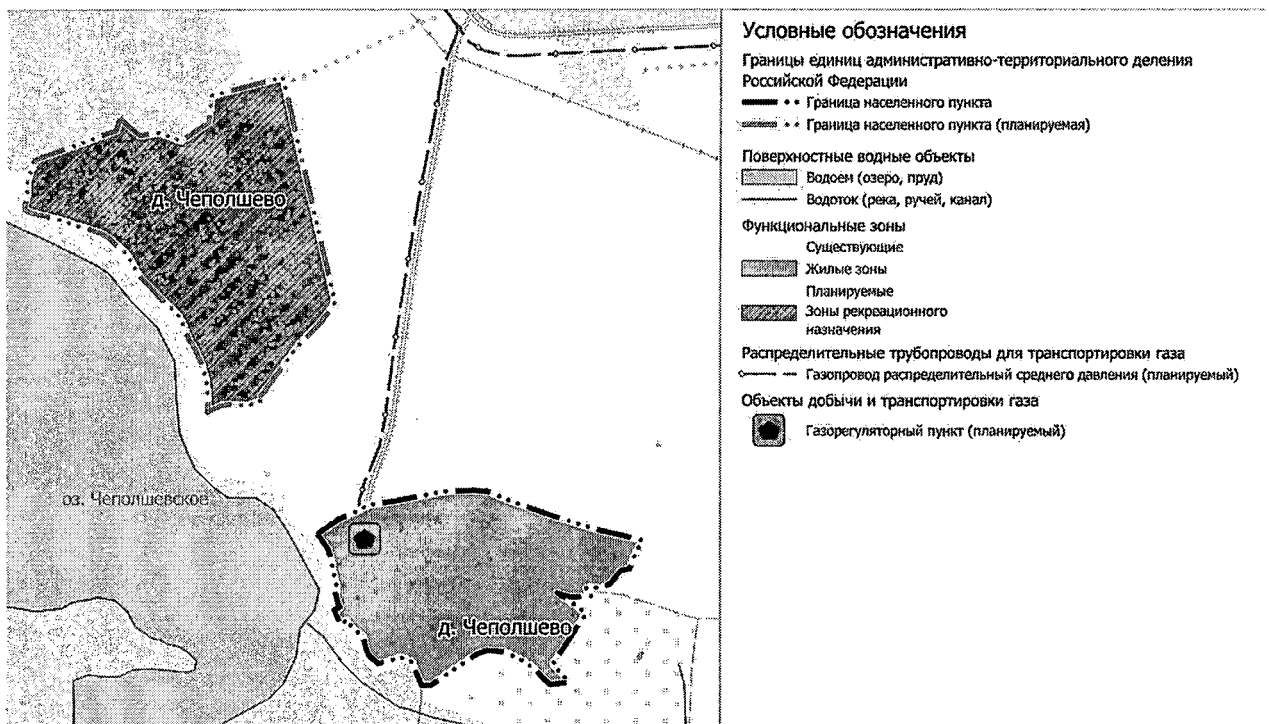 д. Чеполшево
оз. Чеполшевское
д. Чеполшево
Условные обозначения
Границы единиц административно-территориального деления
Российской Федерации
Граница населенного пункта
Граница населенного пункта (планируемая)
Поверхностные водные объекты
Водоем (озеро, пруд)
Водоток (река, ручей, канал)
Функциональные зоны
Существующие
Жилые зоны
Планируемые
Зоны рекреационного
назначения
Распределительные трубопроводы для транспортировки газа
Газопровод распределительный среднего давления (планируемый)
Объекты добычи и транспортировки газа
Газорегуляторный пункт (планируемый)